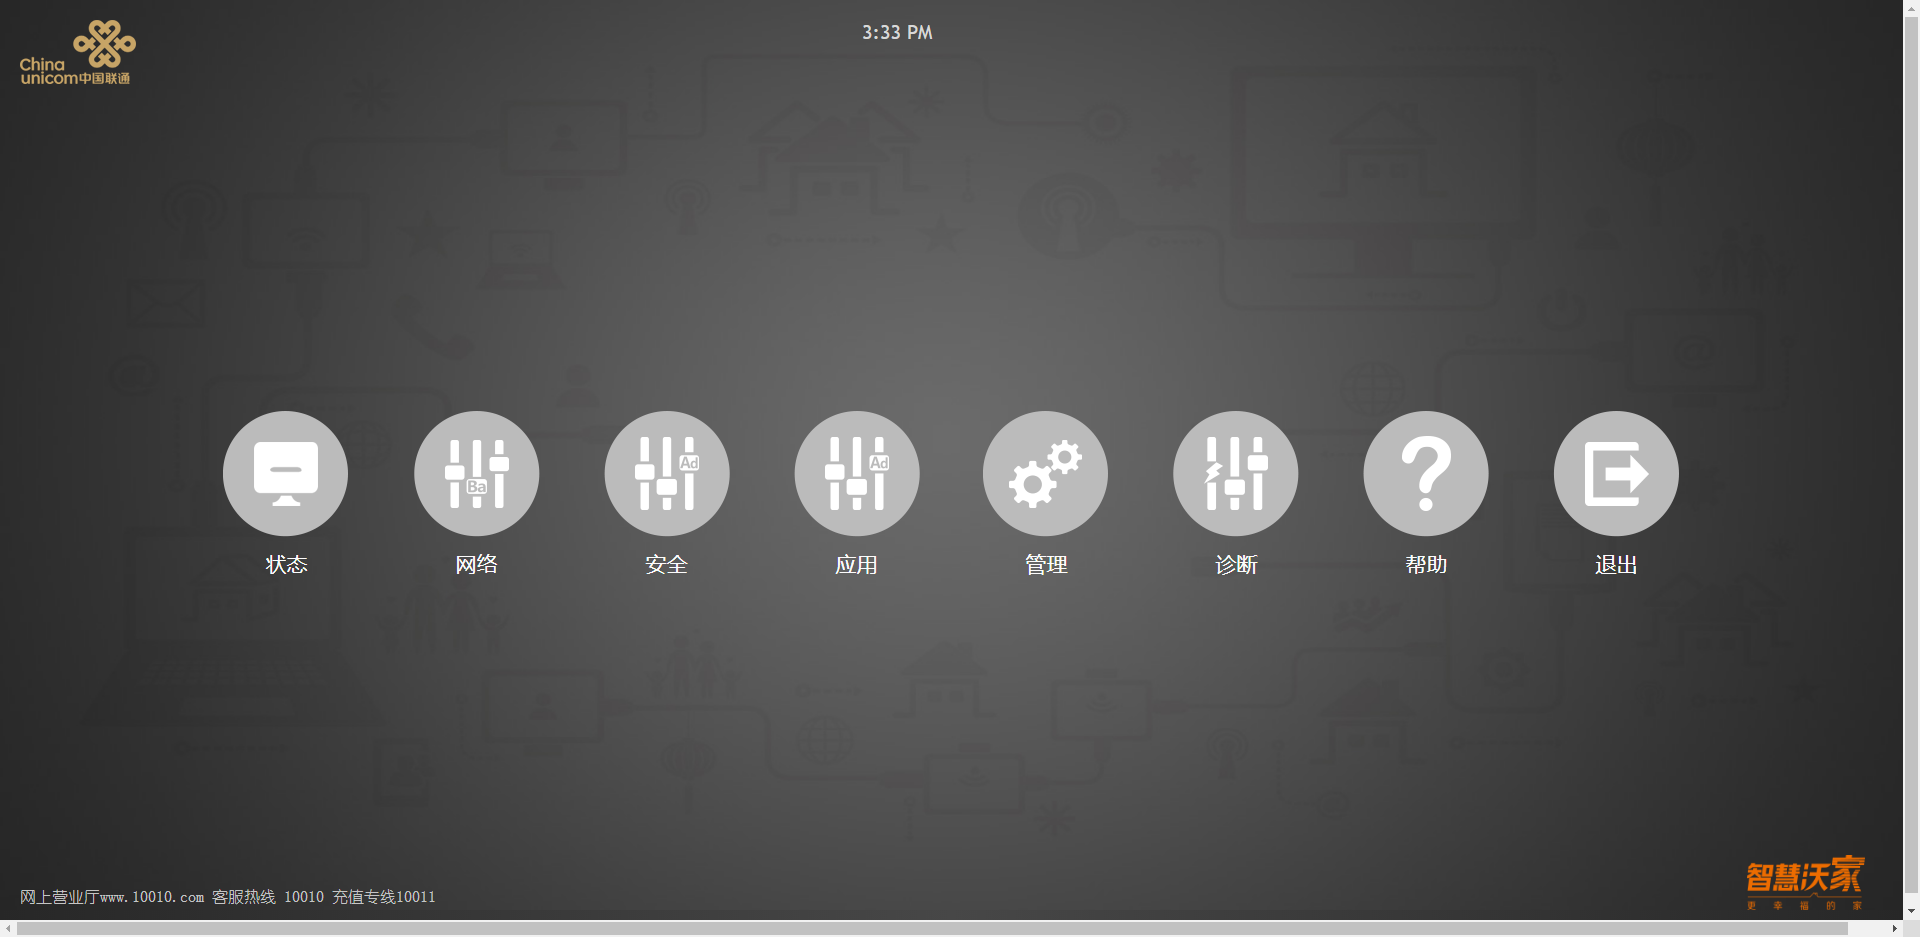 3:33 PM
China
unicom中国联通
Ba
Ad
Ad
状态
网络
安全
应用
管理
诊断
帮助
退出
网上营业厅www.10010.com 客服热线 10010 充值专线10011
智慧沃家
更幸福的家